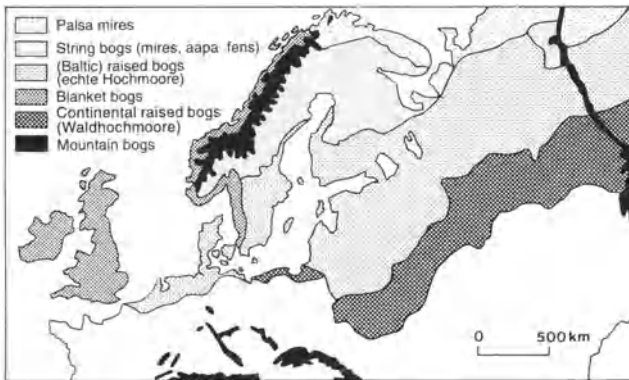 Palsa mires
String bogs (mires, aapa fens)
(Baltic) raised bogs
(echte Hochmoore)
Blanket bogs
Continental raised bogs
(Waldhochmoore)
Mountain bogs
0 500 km